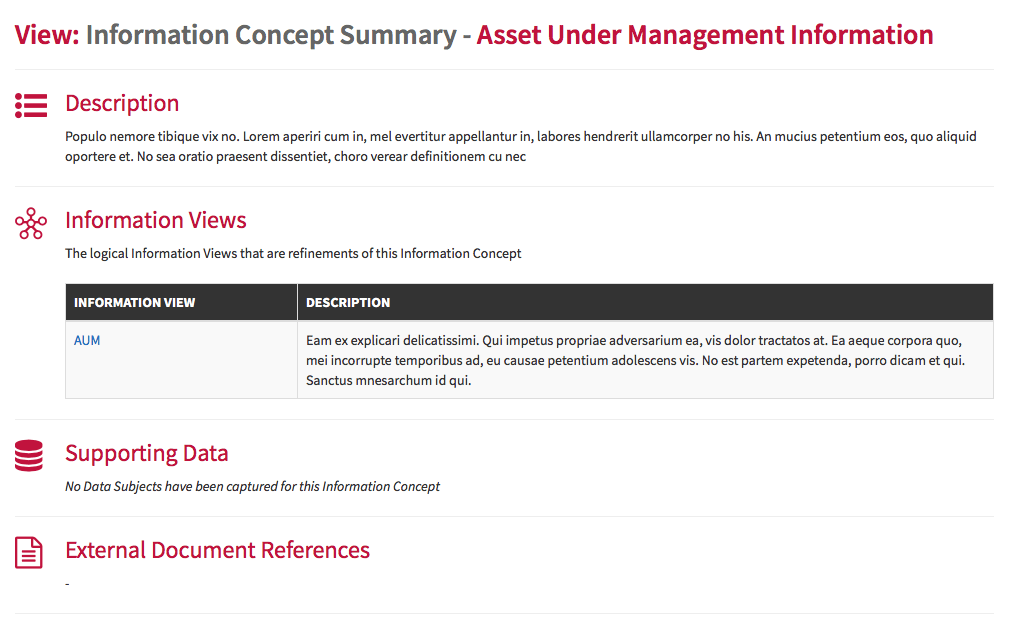 View: Information Concept Summary - Asset Under Management Information
Description
Populo nemore tibique vix no. Lorem aperiri cum in, mel evertitur appellantur in, labores hendrerit ullamcorper no his. An mucius petentium eos, quo aliquid
oportere et. No sea oratio praesent dissentiet, choro verear definitionem cu nec
Information Views
The logical Information Views that are refinements of this Information Concept
INFORMATION VIEW DESCRIPTION
AUM Eam ex explicari delicatissimi. Qui impetus propriae adversarium ea, vis dolor tractatos at. Ea aeque corpora quo,
mei incorrupte temporibus ad, eu causae petentium adolescens vis. No est partem expetenda, porro dicam et qui.
Sanctus mnesarchum id qui.
Supporting Data
No Data Subjects have been captured for this Information Concept
External Document References
-